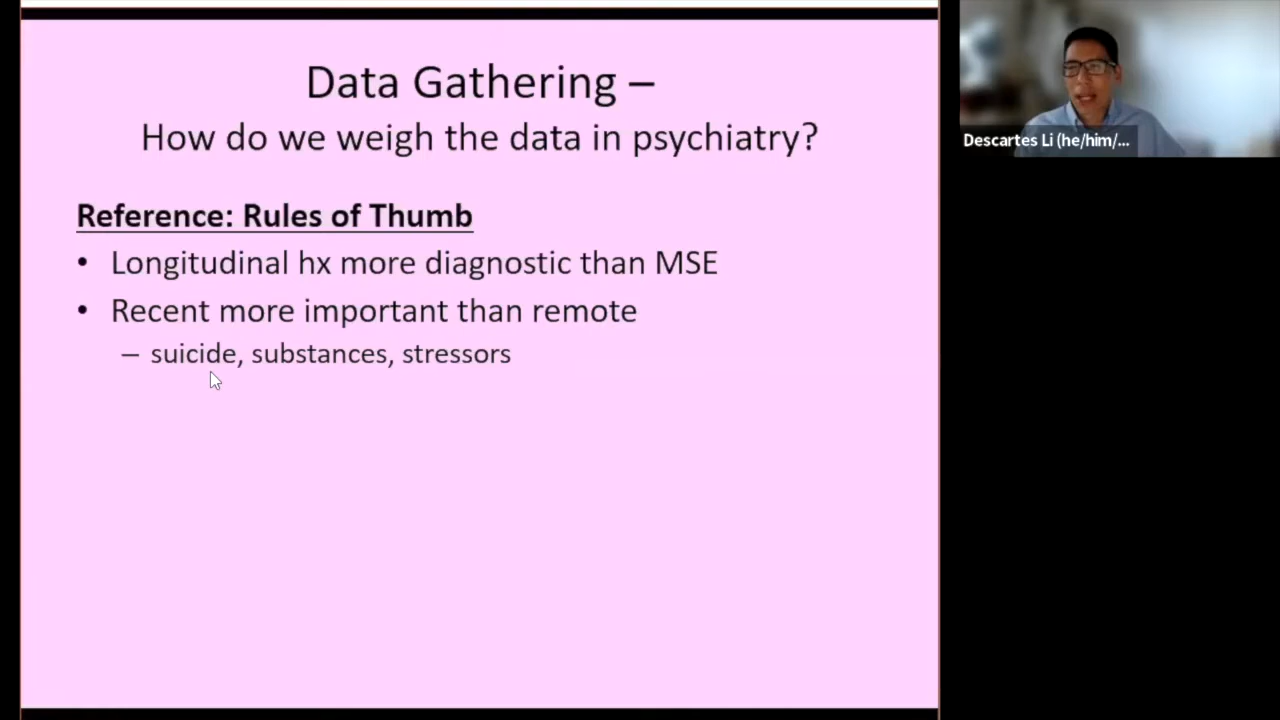 Data Gathering –
How do we weigh the data in psychiatry?
Reference: Rules of Thumb
• Longitudinal hx more diagnostic than MSE
• Recent more important than remote
– suicide, substances, stressors
Descartes Li (he/him/...